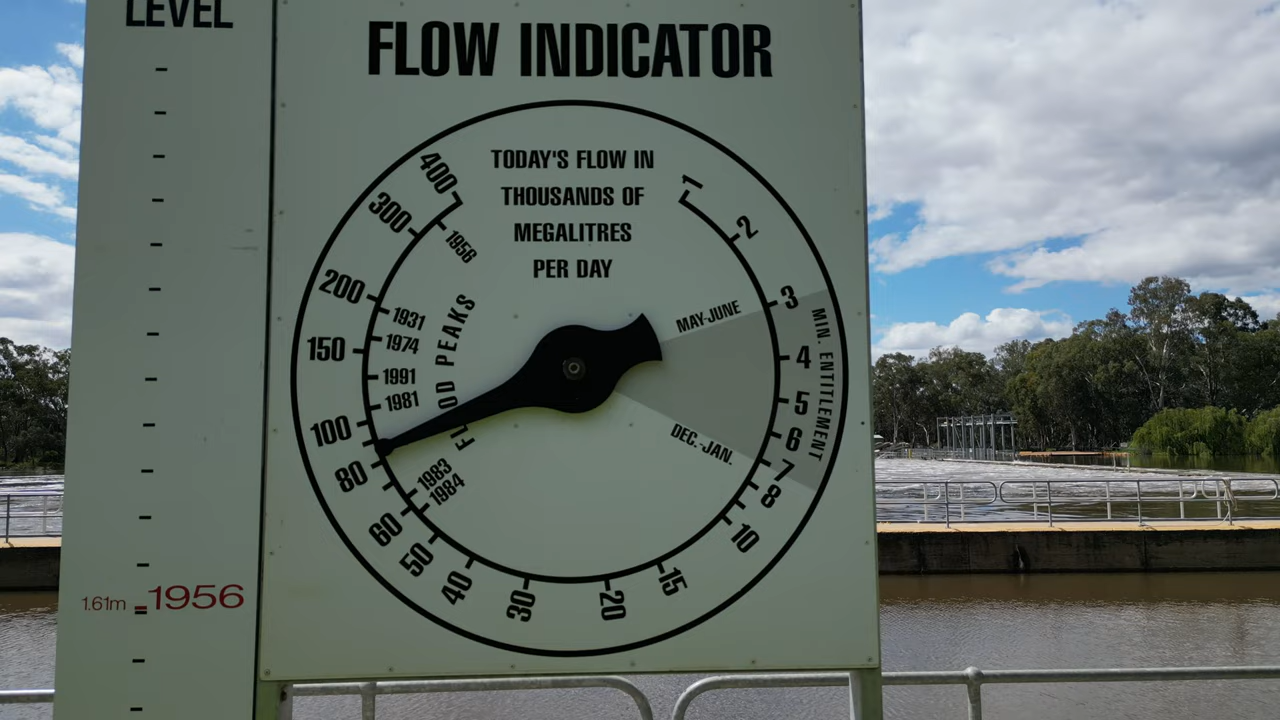 LEVEL
1.61m 1956
FLOW INDICATOR
TODAY'S FLOW IN
THOUSANDS OF
MEGALITRES
PER DAY
1
2
3
4
5
6
7
8
10
15
20
30
40
50
60
80
100
150
200
300
400
MIN. ENTITLEMENT
MAY-JUNE
DEC.-JAN.
FLOOD PEAKS
1956
1931
1974
1991
1981
1983
1984